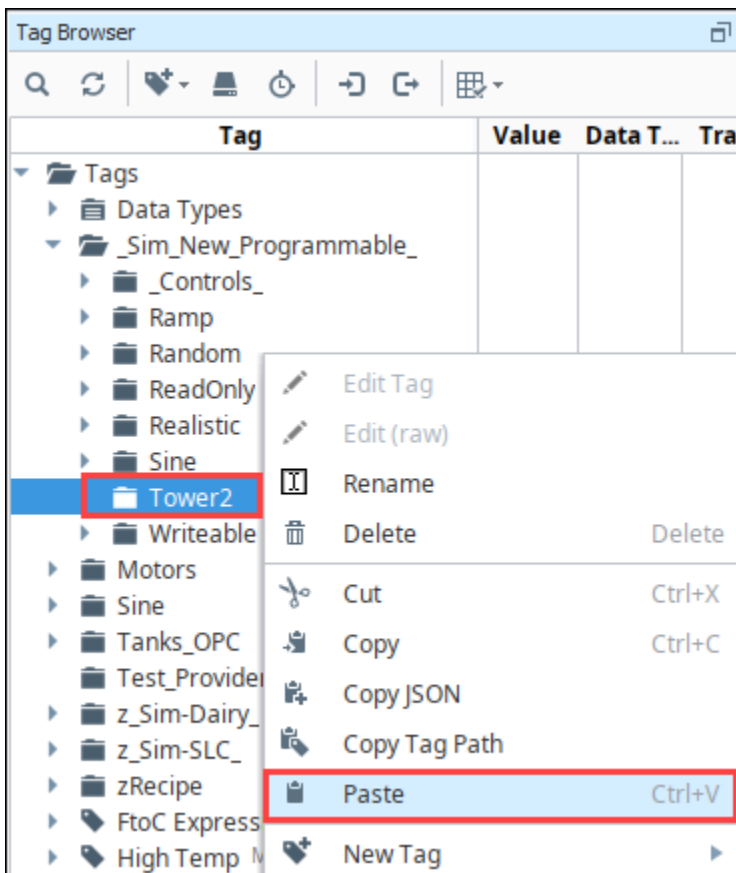 Tag Browser
Tag Value Data T... Tra
Tags
Data Types
_Sim_New_Programmable_
_Controls_
Ramp
Random
ReadOnly
Realistic
Sine
Tower2
Writeable
Motors
Sine
Tanks_OPC
Test_Provider
z_Sim-Dairy_
z_Sim-SLC_
zRecipe
FtoC Express
High Temp M
Edit Tag
Edit (raw)
Rename
Delete Delete
Cut Ctrl+X
Copy Ctrl+C
Copy JSON
Copy Tag Path
Paste Ctrl+V
New Tag